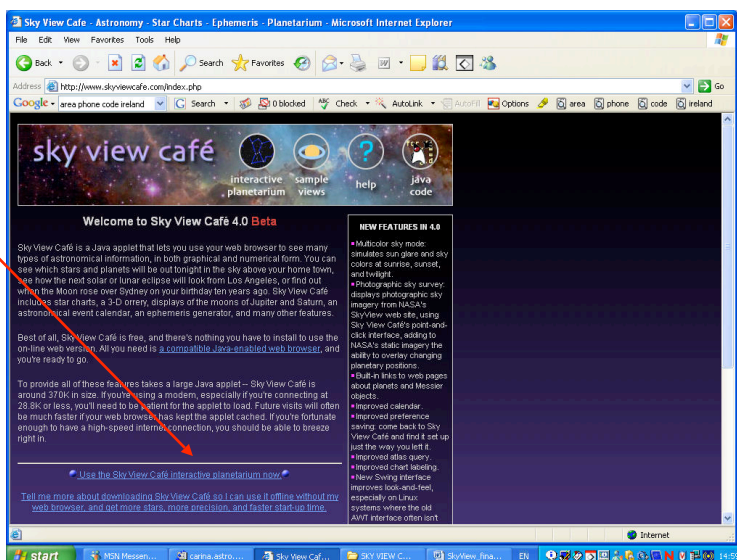 Sky View Cafe - Astronomy - Star Charts - Ephemeris - Planetarium - Microsoft Internet Explorer
File Edit View Favorites Tools Help
Back Search Favorites
Address http://www.skyviewcafe.com/index.php Go
Google area phone code ireland Search 0 blocked Check AutoLink AutoFill Options area phone code ireland
sky view café
interactive planetarium
sample views
help
java code
Welcome to Sky View Café 4.0 Beta
Sky View Café is a Java applet that lets you use your web browser to see many
types of astronomical information, in both graphical and numerical form. You can
see which stars and planets will be out tonight in the sky above your home town,
see how the next solar or lunar eclipse will look from Los Angeles, or find out
when the Moon rose over Sydney on your birthday ten years ago. Sky View Café
includes star charts, a 3-D orrery, displays of the moons of Jupiter and Saturn, an
astronomical event calendar, an ephemeris generator, and many other features.
Best of all, Sky View Café is free, and there's nothing you have to install to use the
on-line web version. All you need is a compatible Java-enabled web browser, and
you're ready to go.
To provide all of these features takes a large Java applet -- Sky View Café is
around 370K in size. If you're using a modem, especially if you're connecting at
28.8K or less, you'll need to be patient for the applet to load. Future visits will often
be much faster if your web browser has kept the applet cached. If you're fortunate
enough to have a high-speed internet connection, you should be able to breeze
right in.
Use the Sky View Café interactive planetarium now.
Tell me more about downloading Sky View Café so I can use it offline without my
web browser, and get more stars, more precision, and faster start-up time.
NEW FEATURES IN 4.0
Multicolor sky mode:
simulates sun glare and sky
colors at sunrise, sunset,
and twilight.
Photographic sky survey:
displays photographic sky
imagery from NASA's
SkyView web site, using
Sky View Café's point-and-
click interface, adding to
NASA's static imagery the
ability to overlay changing
planetary positions.
Built-in links to web pages
about planets and Messier
objects.
Improved calendar.
Improved preference
saving: come back to Sky
View Café and find it set up
just the way you left it.
Improved atlas query.
Improved chart labeling.
New Swing interface
improves look-and-feel,
especially on Linux
systems where the old
AWT interface often isn't
Internet
start MSN Messen... carina.astro.... Sky View Caf... SKY VIEW C... SkyView_fina... EN 14:59